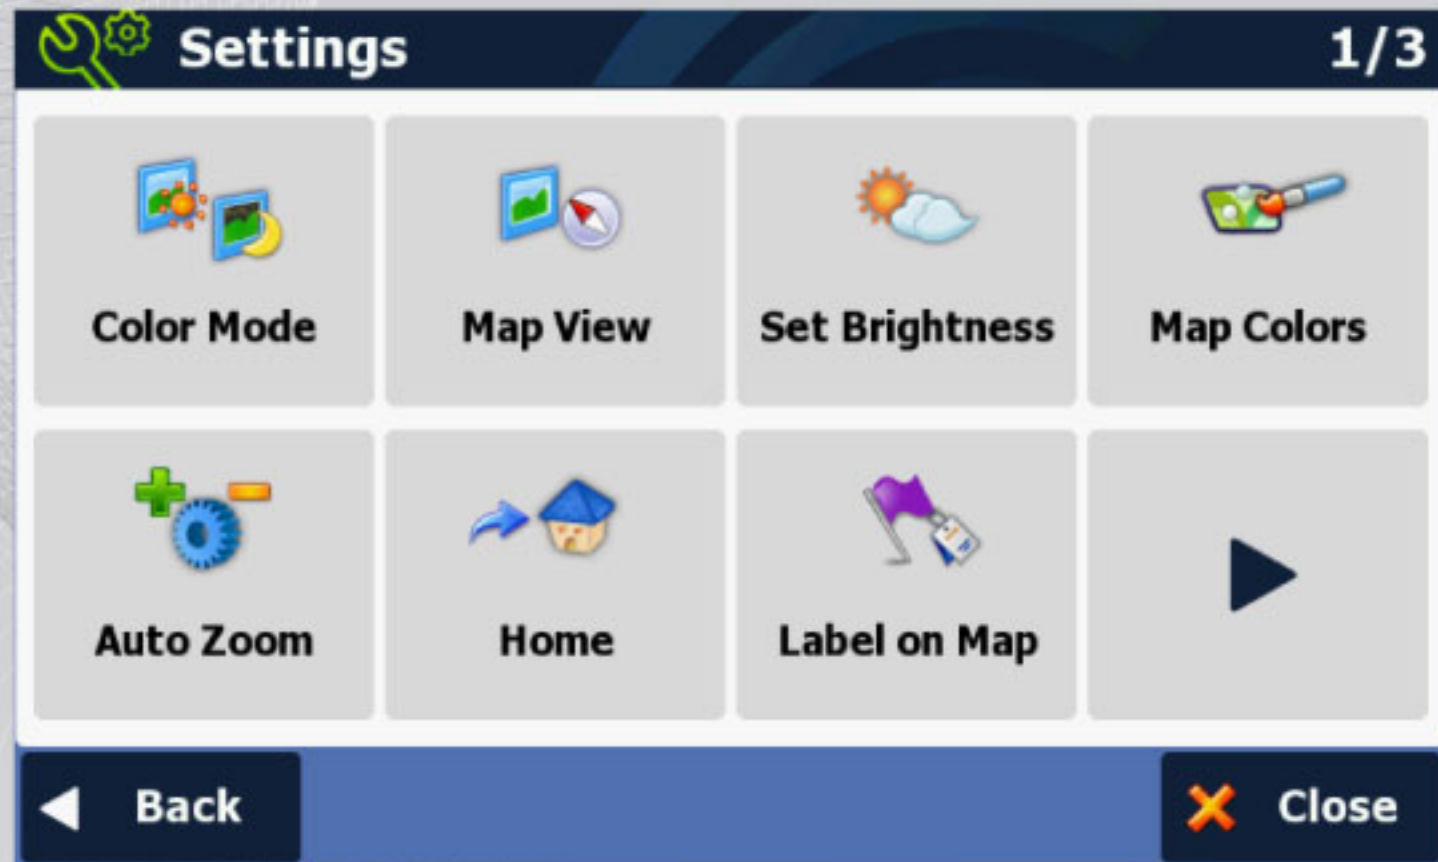 Settings 1/3
Color Mode
Map View
Set Brightness
Map Colors
Auto Zoom
Home
Label on Map
Back
Close